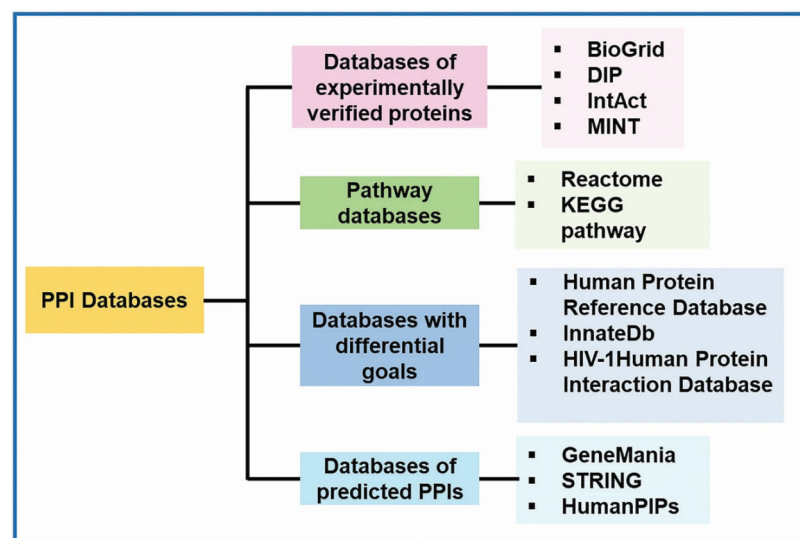 PPI Databases
Databases of
experimentally
verified proteins
▪ BioGrid
▪ DIP
▪ IntAct
▪ MINT
Pathway
databases
▪ Reactome
▪ KEGG
pathway
Databases with
differential
goals
▪ Human Protein
Reference Database
▪ InnateDb
▪ HIV-1Human Protein
Interaction Database
Databases of
predicted PPIs
▪ GeneMania
▪ STRING
▪ HumanPIPs